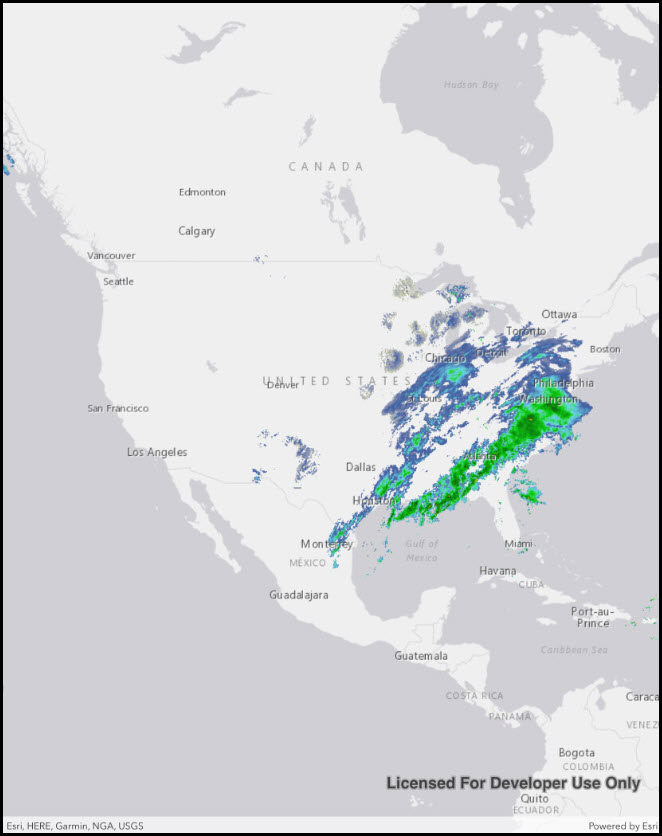 Hudson Bay
CANADA
Edmonton
Calgary
Vancouver
Seattle
Ottawa
Toronto
Boston
Chicago
Detroit
UNITED STATES
Denver
Philadelphia
St Louis
Washington
San Francisco
Los Angeles
Atlanta
Dallas
Houston
Monterrey
Gulf of
Mexico
Miami
MÉXICO
Havana
CUBA
Guadalajara
Port-au-
Prince
Guatemala
Caribbean Sea
COSTA RICA
Caraca
PANAMÁ
VENEZ
Bogota
COLOMBIA
Licensed For Developer Use Only
Quito
ECUADOR
Esri, HERE, Garmin, NGA, USGS
Powered by Esri